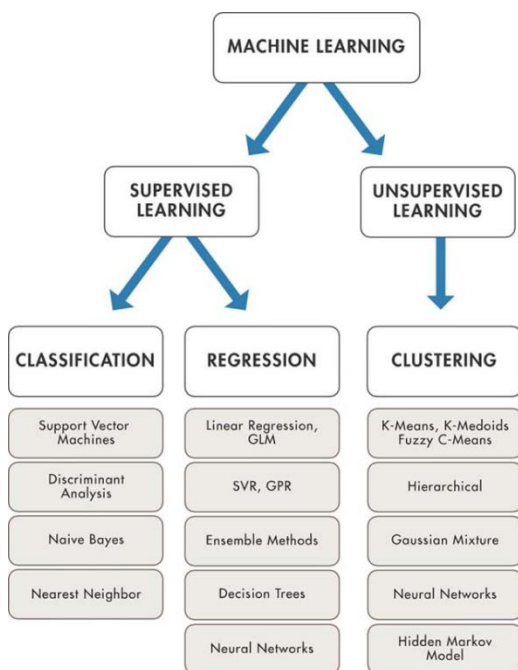 MACHINE LEARNING
SUPERVISED
LEARNING
UNSUPERVISED
LEARNING
CLASSIFICATION
Support Vector
Machines
Discriminant
Analysis
Naive Bayes
Nearest Neighbor
REGRESSION
Linear Regression,
GLM
SVR, GPR
Ensemble Methods
Decision Trees
Neural Networks
CLUSTERING
K-Means, K-Medoids
Fuzzy C-Means
Hierarchical
Gaussian Mixture
Neural Networks
Hidden Markov
Model